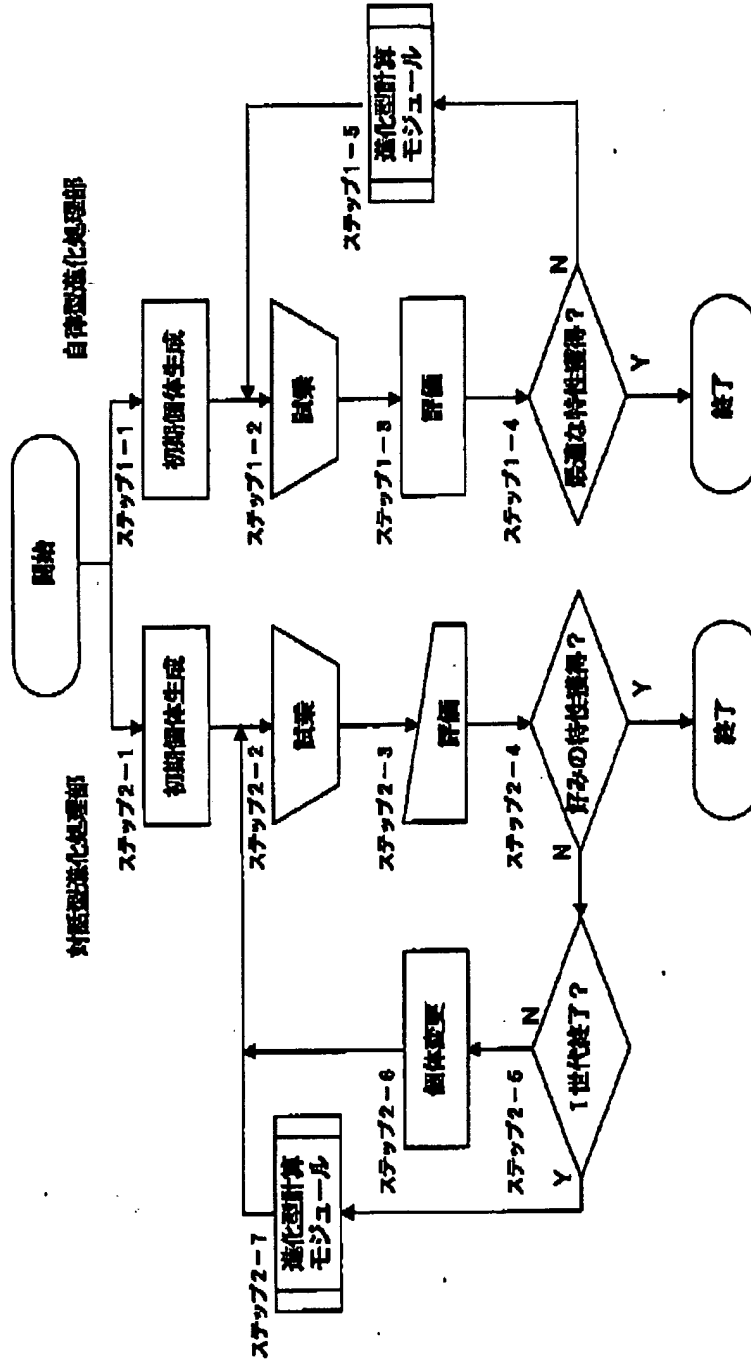 開始
対話型進化処理部
自律型進化処理部
ステップ2-1
初期個体生成
ステップ2-2
試乗
ステップ2-3
評価
ステップ2-4
好みの特性獲得?
Y
N
終了
ステップ2-5
1世代終了?
N
Y
ステップ2-6
個体変更
ステップ2-7
進化型計算
モジュール
ステップ1-1
初期個体生成
ステップ1-2
試乗
ステップ1-3
評価
ステップ1-4
最適な特性獲得?
Y
N
終了
ステップ1-5
進化型計算
モジュール